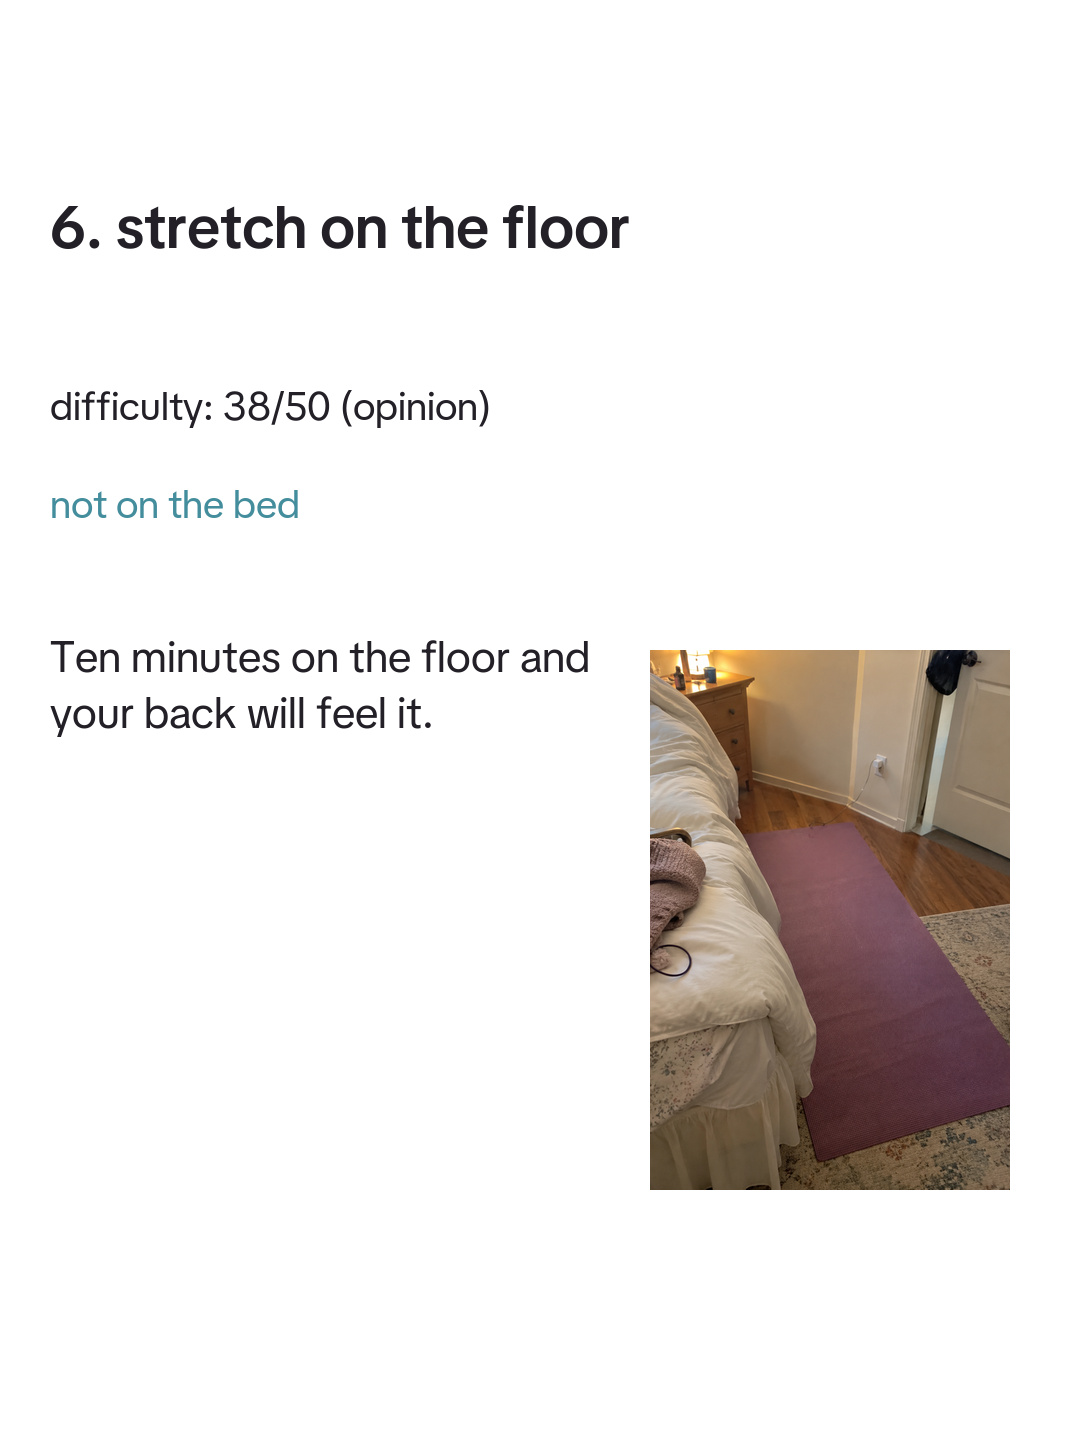 6. stretch on the floor
difficulty: 38/50 (opinion)
not on the bed
Ten minutes on the floor and
your back will feel it.